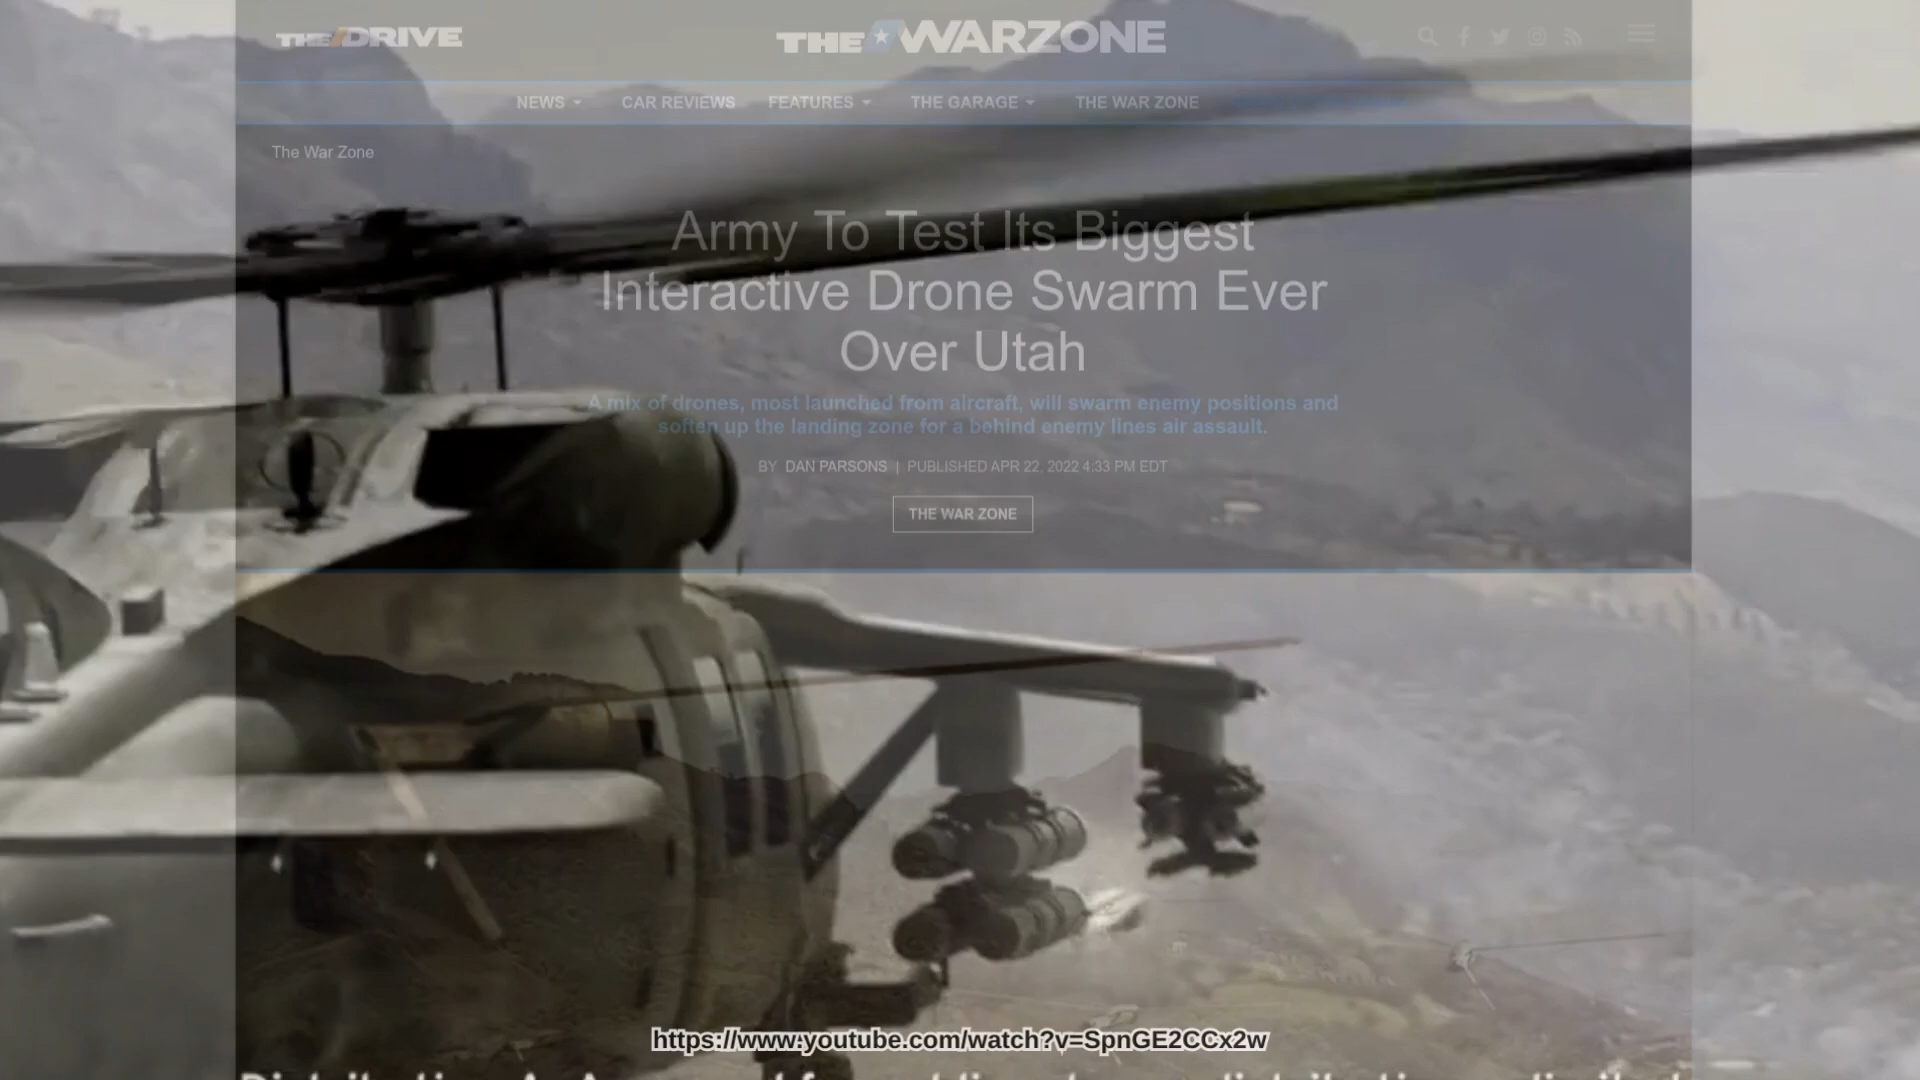 THE DRIVE
THE WARZONE
NEWS
CAR REVIEWS
FEATURES
THE GARAGE
THE WAR ZONE
The War Zone
Army To Test Its Biggest
Interactive Drone Swarm Ever
Over Utah
A mix of drones, most launched from aircraft, will swarm enemy positions and
soften up the landing zone for a behind enemy lines air assault.
BY DAN PARSONS | PUBLISHED APR 22, 2022 4:33 PM EDT
THE WAR ZONE
https://www.youtube.com/watch?v=SpnGE2CCx2w